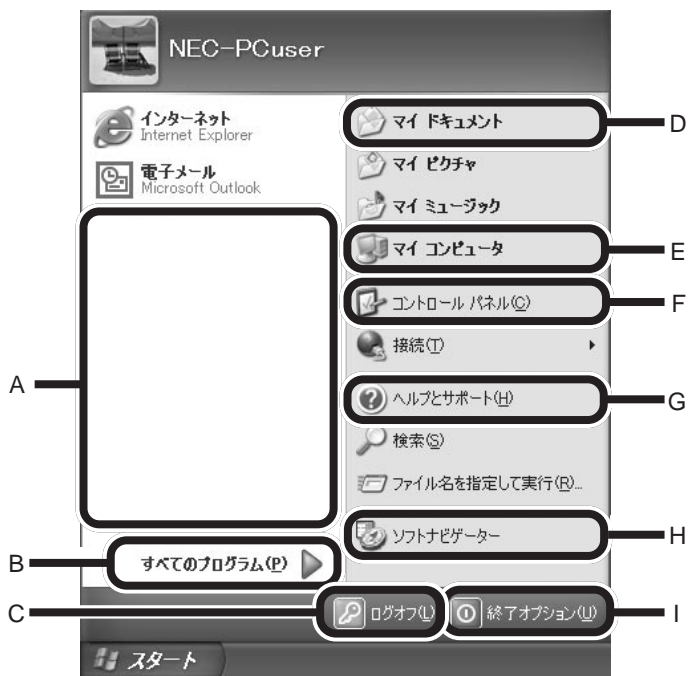 NEC-PCuser
インターネット
Internet Explorer
電子メール
Microsoft Outlook
マイ ドキュメント
マイ ピクチャ
マイ ミュージック
マイ コンピュータ
コントロール パネル(C)
接続(T)
ヘルプとサポート(H)
検索(S)
ファイル名を指定して実行(R)...
ソフトナビゲーター
すべてのプログラム(P)
ログオフ(L)
終了オプション(U)
スタート
A
B
C
D
E
F
G
H
I